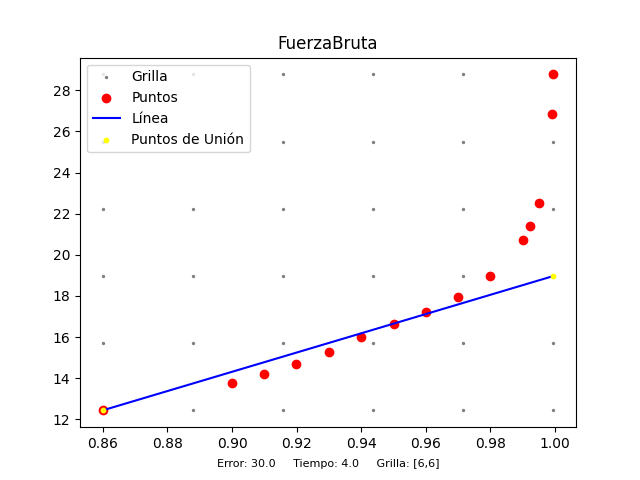 FuerzaBruta
Grilla
Puntos
Línea
Puntos de Unión
28
26
24
22
20
18
16
14
12
0.86 0.88 0.90 0.92 0.94 0.96 0.98 1.00
Error: 30.0 Tiempo: 4.0 Grilla: [6,6]